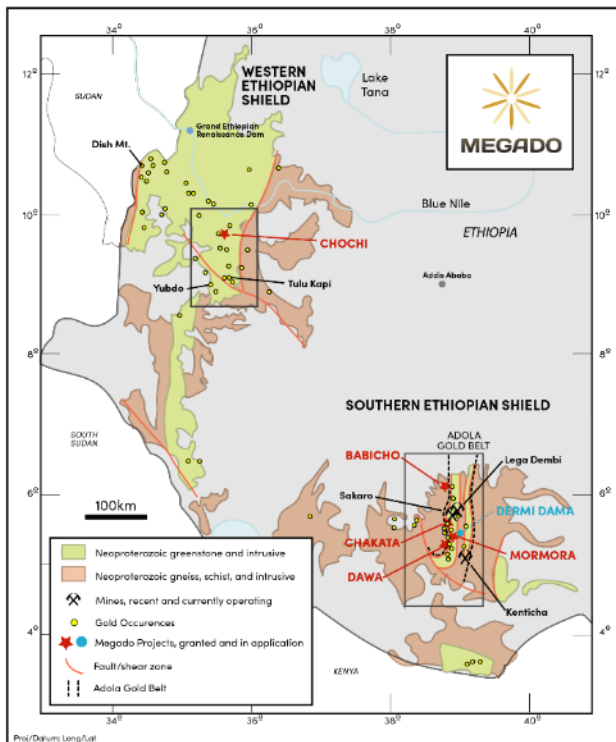 34°
36°
38°
40°
12°
12°
WESTERN
ETHIOPIAN
SHIELD
SUDAN
Lake
Tana
MEGADO
Grand Ethiopian
Renaissance Dam
Dish Mt.
10°
10°
Blue Nile
ETHIOPIA
CHOCHI
Addis Ababa
Yubdo
Tulu Kapi
8°
8°
SOUTHERN ETHIOPIAN SHIELD
SOUTH
SUDAN
ADOLA
GOLD BELT
BABICHO
Lega Dembi
Sakaro
6°
6°
100km
DERMI DAMA
CHAKATA
MORMORA
DAWA
Kenticha
Neoproterozoic greenstone and intrusive
Neoproterozoic gneiss, schist, and intrusive
Mines, recent and currently operating
Gold Occurences
Megado Projects, granted and in application
Fault/shear zone
Adola Gold Belt
4°
4°
KENYA
34°
36°
38°
40°
Proj/Datum: Long/Lat